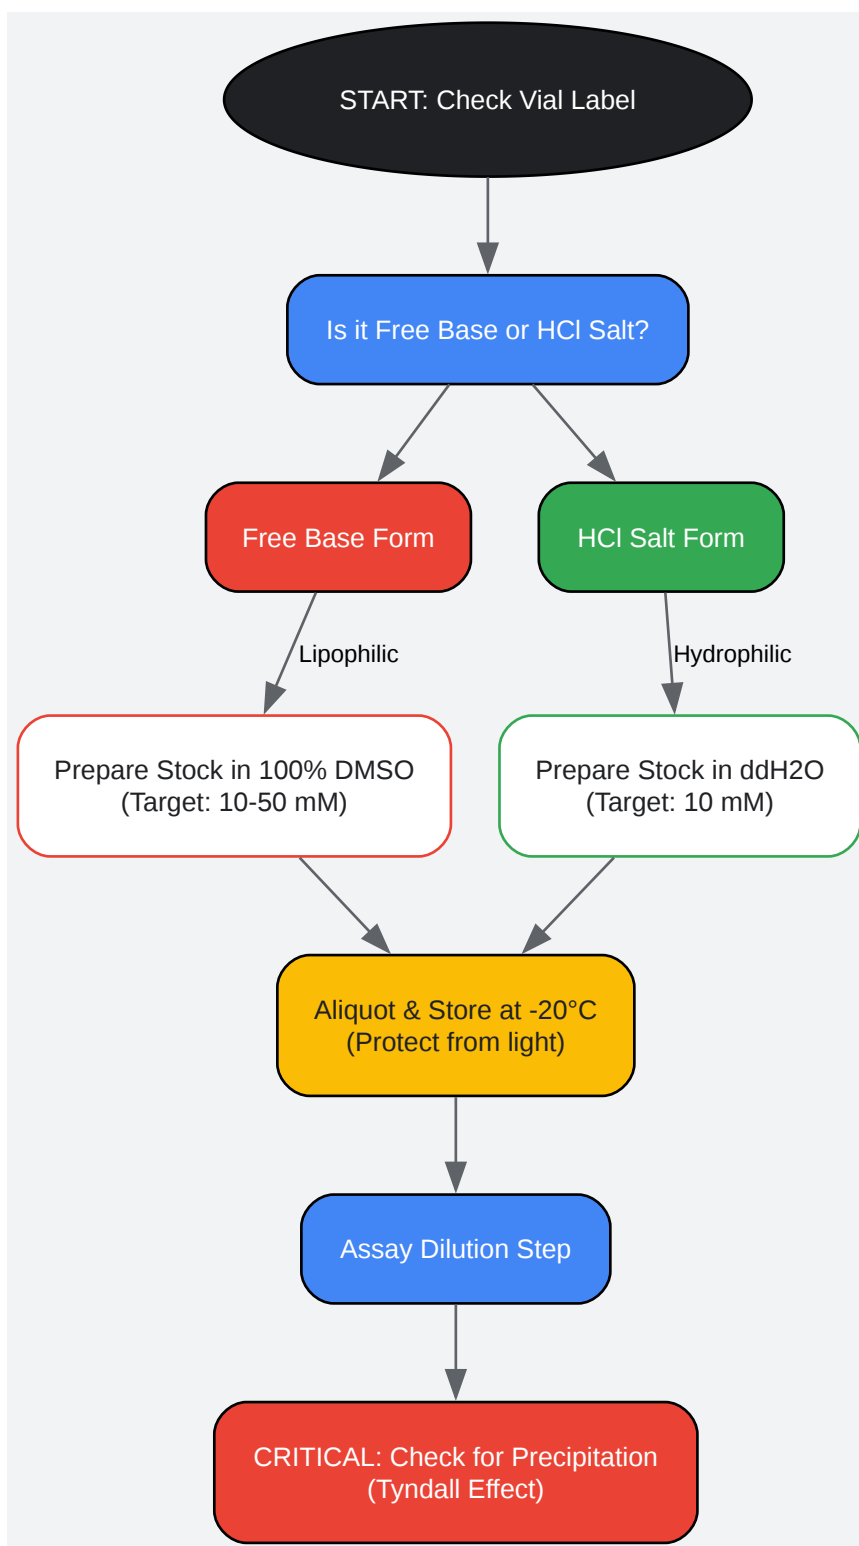 START: Check Vial Label
Is it Free Base or HCl Salt?
Free Base Form
HCl Salt Form
Lipophilic
Hydrophilic
Prepare Stock in 100% DMSO
(Target: 10-50 mM)
Prepare Stock in ddH2O
(Target: 10 mM)
Aliquot & Store at -20°C
(Protect from light)
Assay Dilution Step
CRITICAL: Check for Precipitation
(Tyndall Effect)